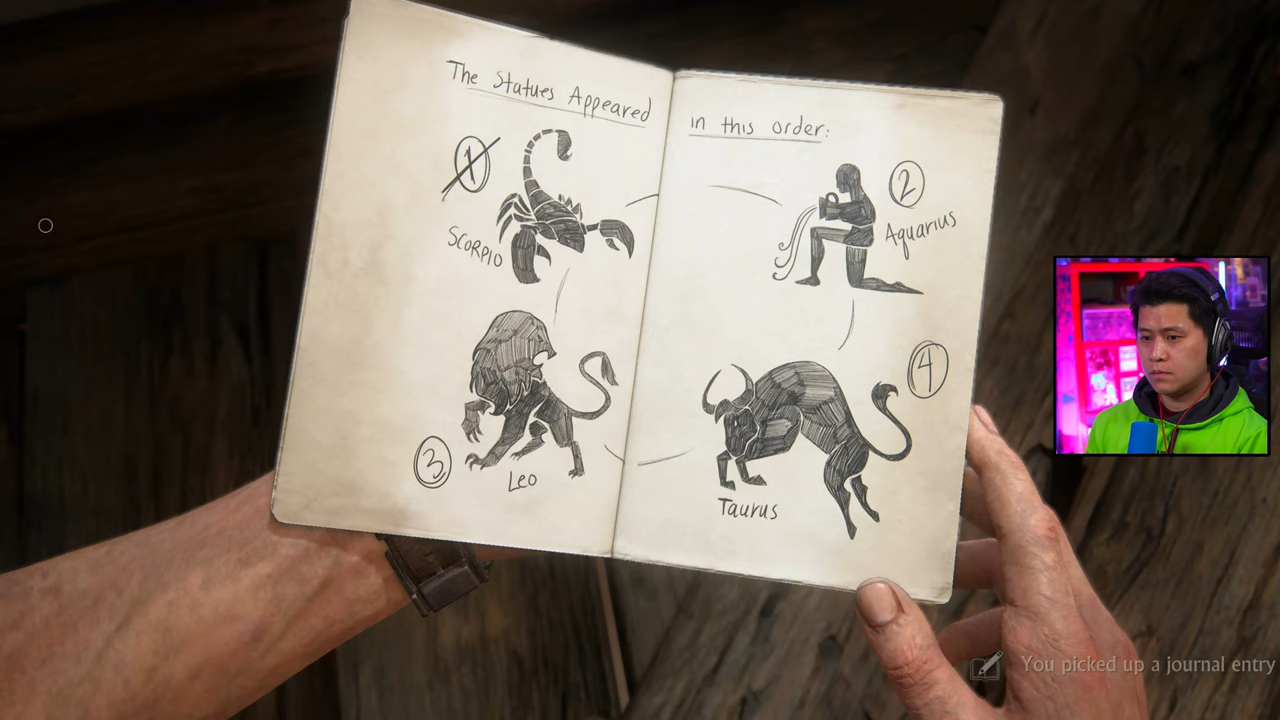 The Statues Appeared
in this order:
1
SCORPIO
2
Aquarius
3
Leo
4
Taurus
You picked up a journal entry